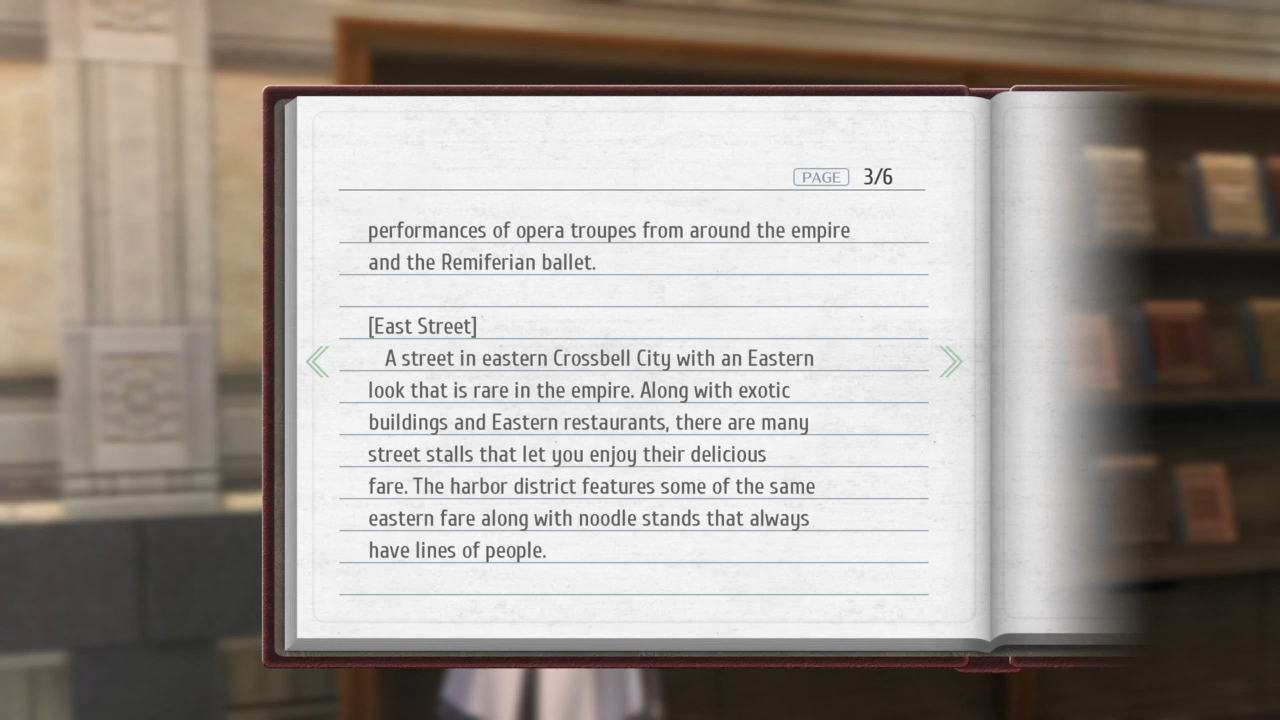 PAGE 3/6
performances of opera troupes from around the empire
and the Remiferian ballet.
[East Street]
A street in eastern Crossbell City with an Eastern
look that is rare in the empire. Along with exotic
buildings and Eastern restaurants, there are many
street stalls that let you enjoy their delicious
fare. The harbor district features some of the same
eastern fare along with noodle stands that always
have lines of people.